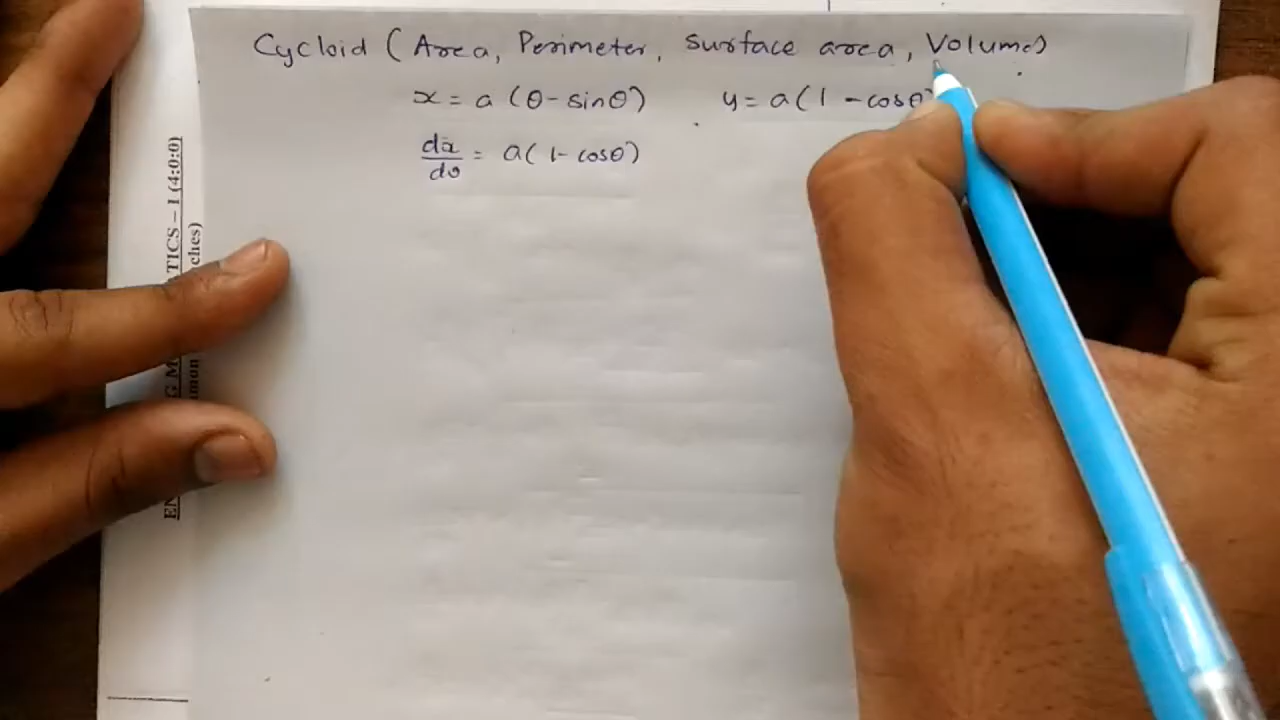 Cycloid (Area, Perimeter, Surface area, Volume)
x = a (θ - sinθ) y = a(1 - cosθ
dx/dθ = a(1 - cosθ)
TICS – I (4:0:0)